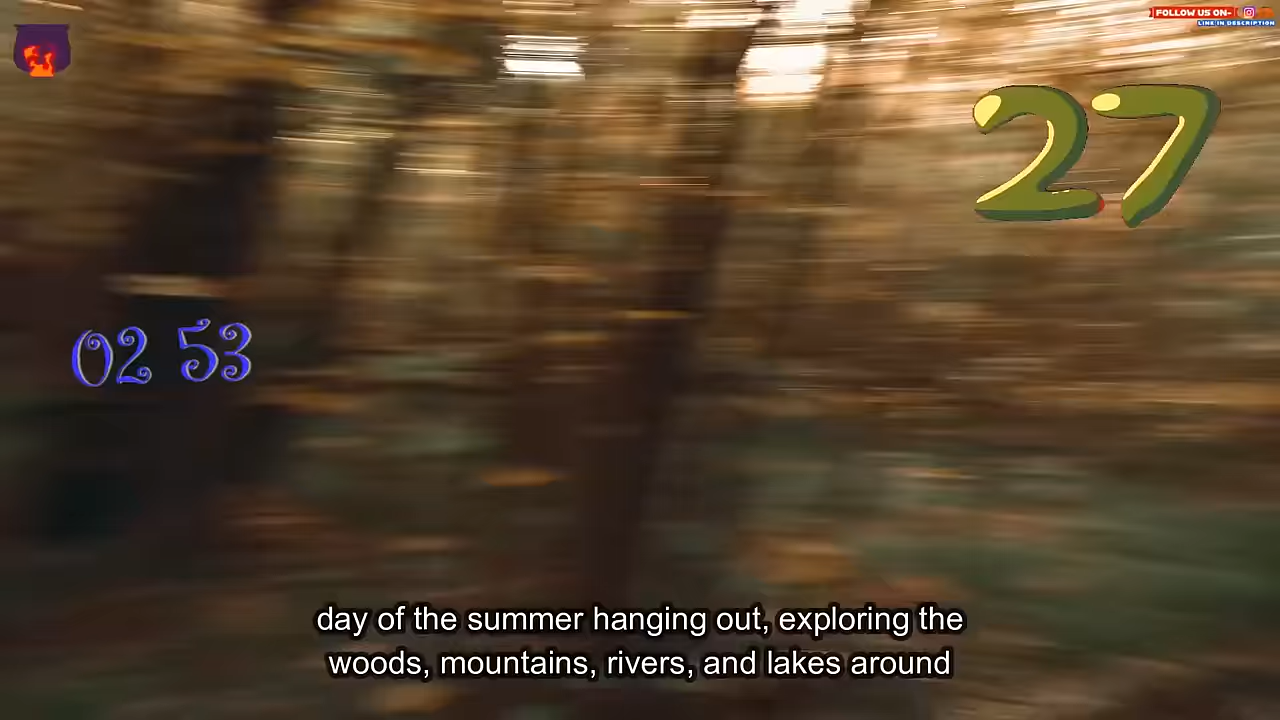 FOLLOW US ON-
LINK IN DESCRIPTION
27
02 53
day of the summer hanging out, exploring the
woods, mountains, rivers, and lakes around